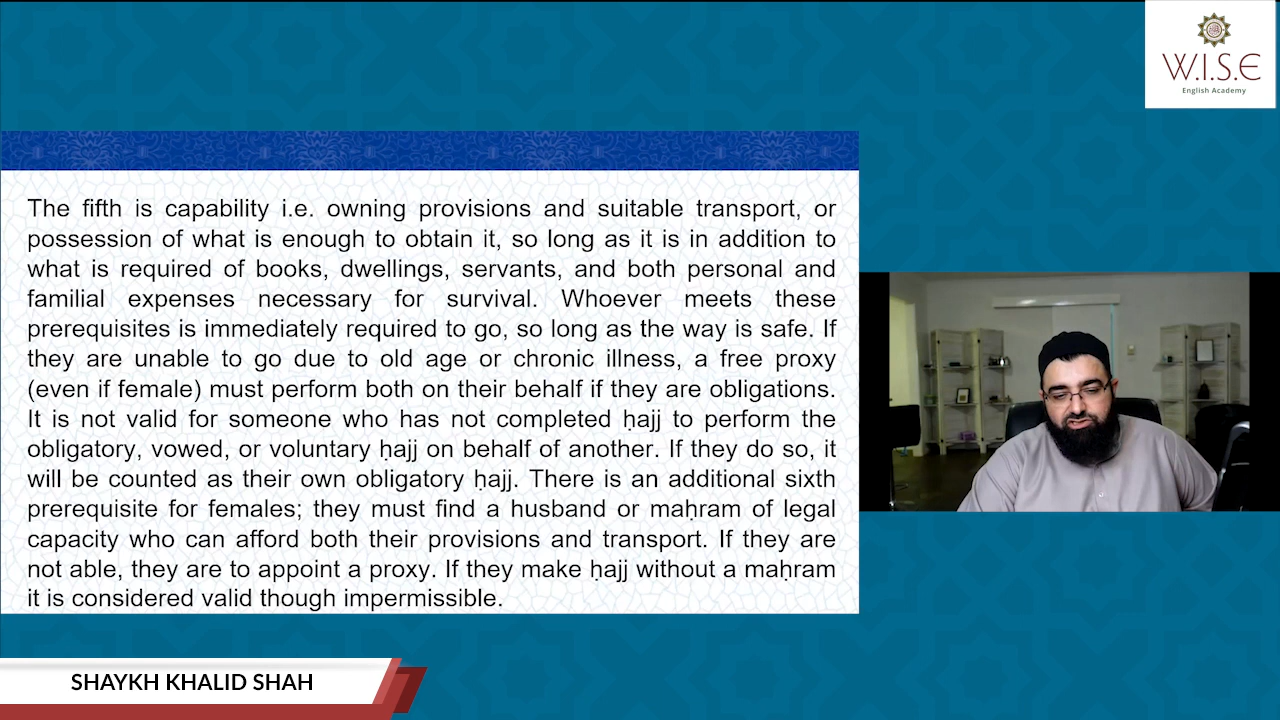 W.I.S.E
English Academy
The fifth is capability i.e. owning provisions and suitable transport, or
possession of what is enough to obtain it, so long as it is in addition to
what is required of books, dwellings, servants, and both personal and
familial expenses necessary for survival. Whoever meets these
prerequisites is immediately required to go, so long as the way is safe. If
they are unable to go due to old age or chronic illness, a free proxy
(even if female) must perform both on their behalf if they are obligations.
It is not valid for someone who has not completed ḥajj to perform the
obligatory, vowed, or voluntary ḥajj on behalf of another. If they do so, it
will be counted as their own obligatory ḥajj. There is an additional sixth
prerequisite for females; they must find a husband or maḥram of legal
capacity who can afford both their provisions and transport. If they are
not able, they are to appoint a proxy. If they make ḥajj without a maḥram
it is considered valid though impermissible.
SHAYKH KHALID SHAH